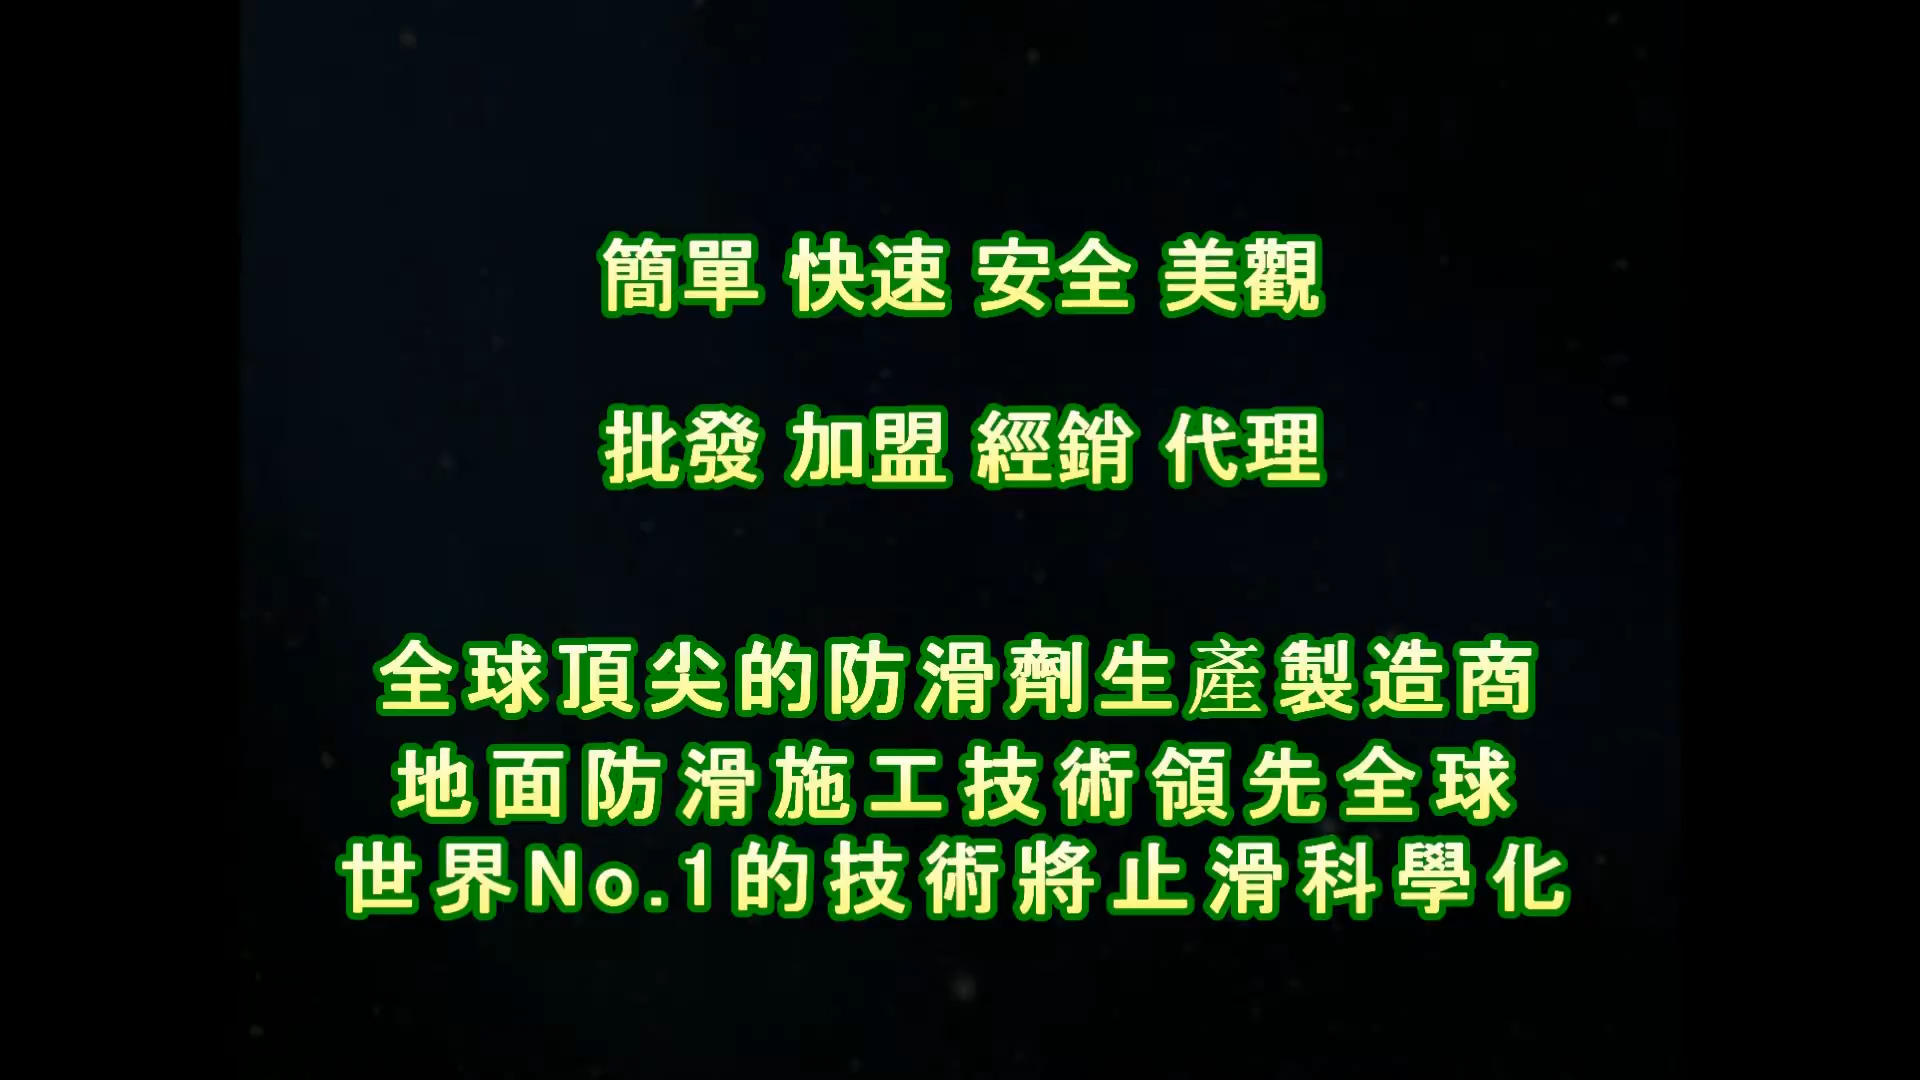 簡單 快速 安全 美觀
批發 加盟 經銷 代理
全球頂尖的防滑劑生產製造商
地面防滑施工技術領先全球
世界No.1的技術將止滑科學化